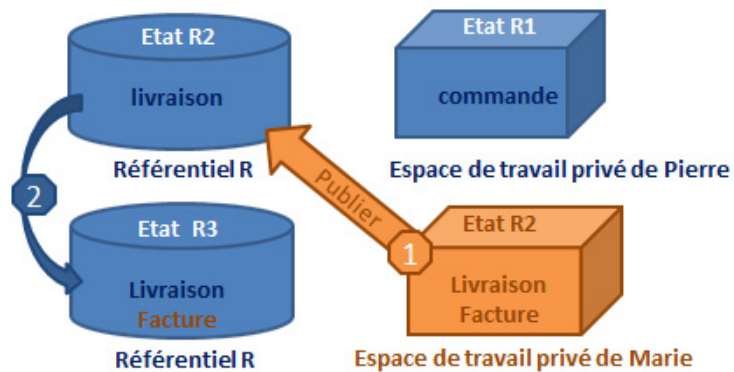 Etat R2
livraison
Référentiel R
Etat R1
commande
Espace de travail privé de Pierre
2
Publier
1
Etat R3
Livraison
Facture
Référentiel R
Etat R2
Livraison
Facture
Espace de travail privé de Marie